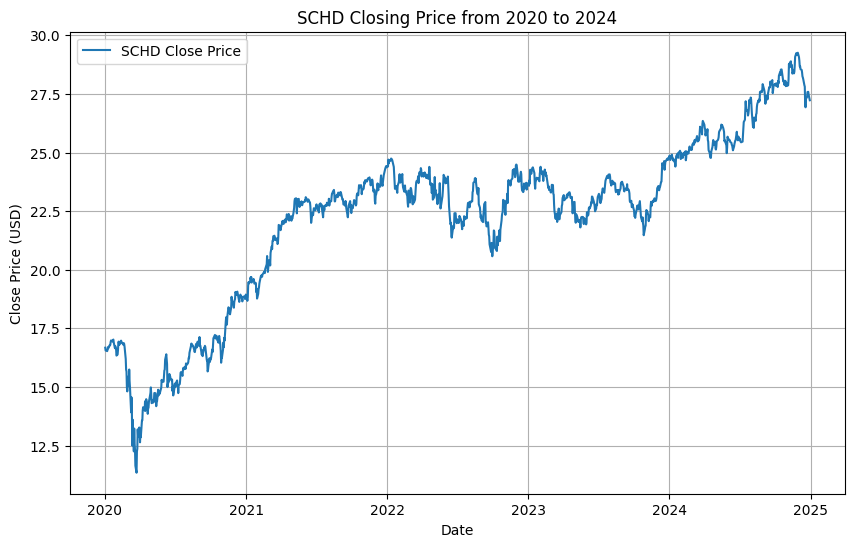 SCHD Closing Price from 2020 to 2024
SCHD Close Price
Close Price (USD)
30.0
27.5
25.0
22.5
20.0
17.5
15.0
12.5
2020 2021 2022 2023 2024 2025
Date